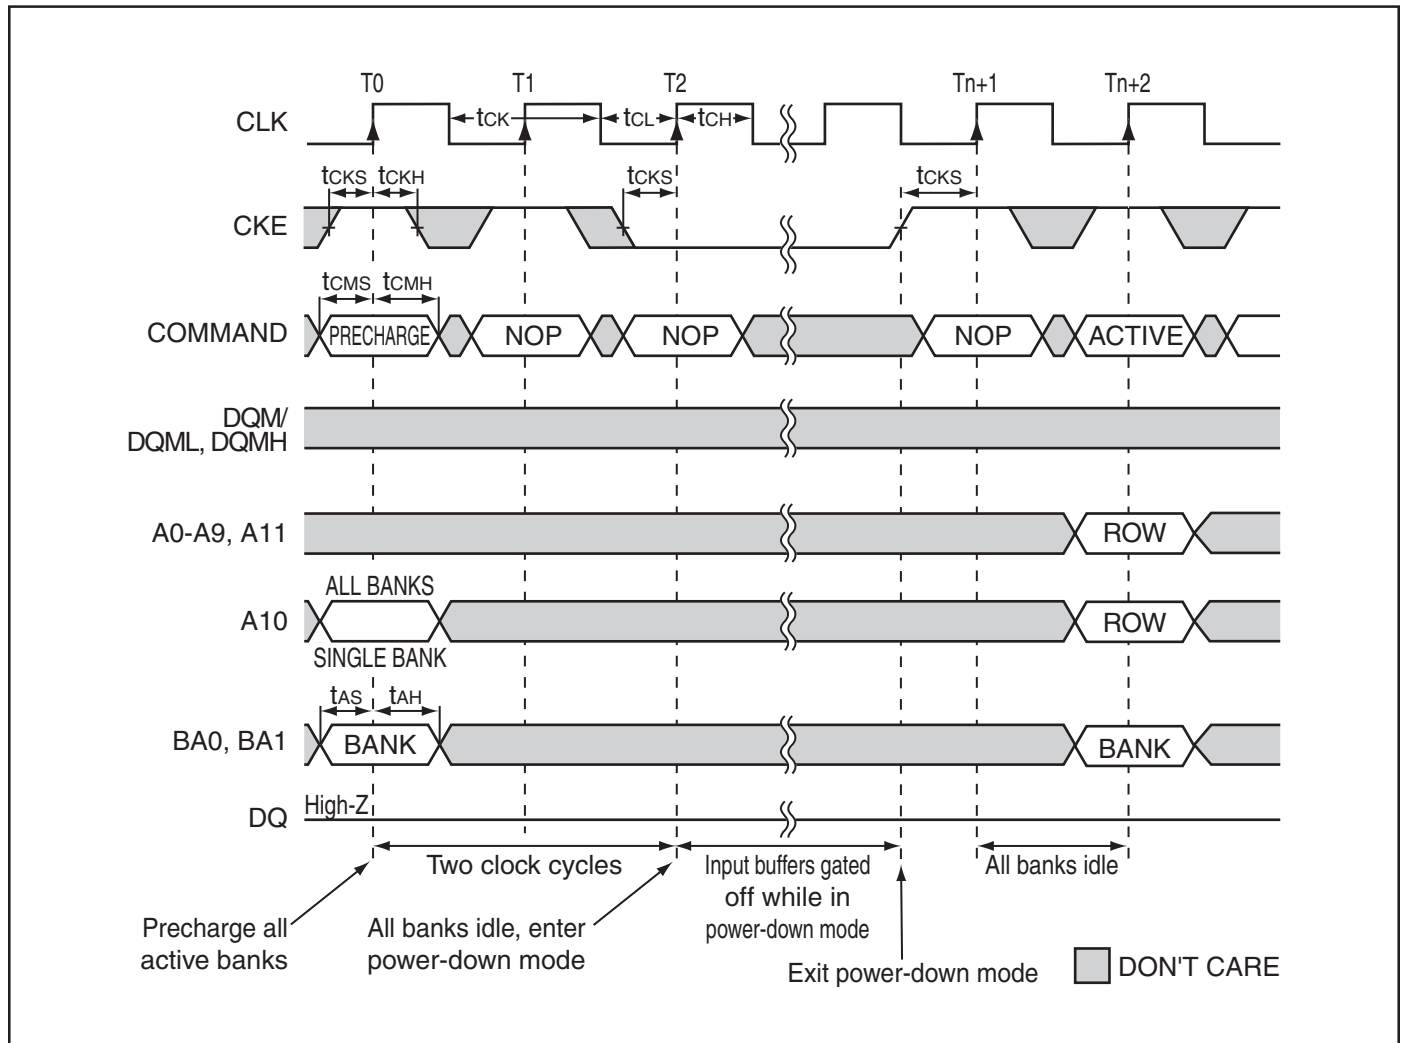 T0 T1 T2 Tn+1 Tn+2
CLK tCK tCL tCH
tCKS tCKH tCKS tCKS
CKE
tCMS tCMH
COMMAND PRECHARGE NOP NOP NOP ACTIVE
DQM/
DQML, DQMH
A0-A9, A11 ROW
ALL BANKS
A10 ROW
SINGLE BANK
tAS tAH
BA0, BA1 BANK BANK
DQ High-Z
Two clock cycles
Input buffers gated
off while in
power-down mode
All banks idle
Precharge all
active banks
All banks idle, enter
power-down mode
Exit power-down mode
DON'T CARE